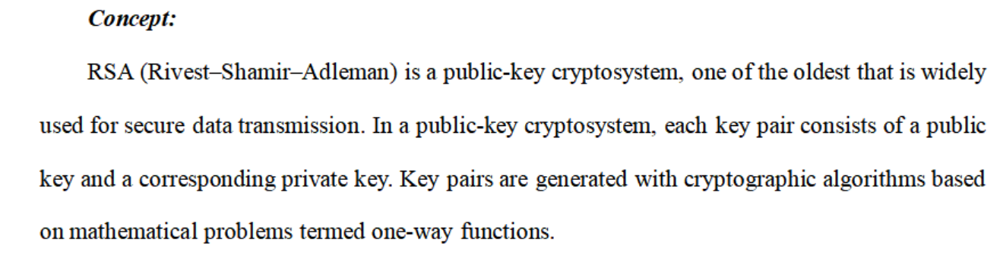 Concept:
RSA (Rivest–Shamir–Adleman) is a public-key cryptosystem, one of the oldest that is widely
used for secure data transmission. In a public-key cryptosystem, each key pair consists of a public
key and a corresponding private key. Key pairs are generated with cryptographic algorithms based
on mathematical problems termed one-way functions.